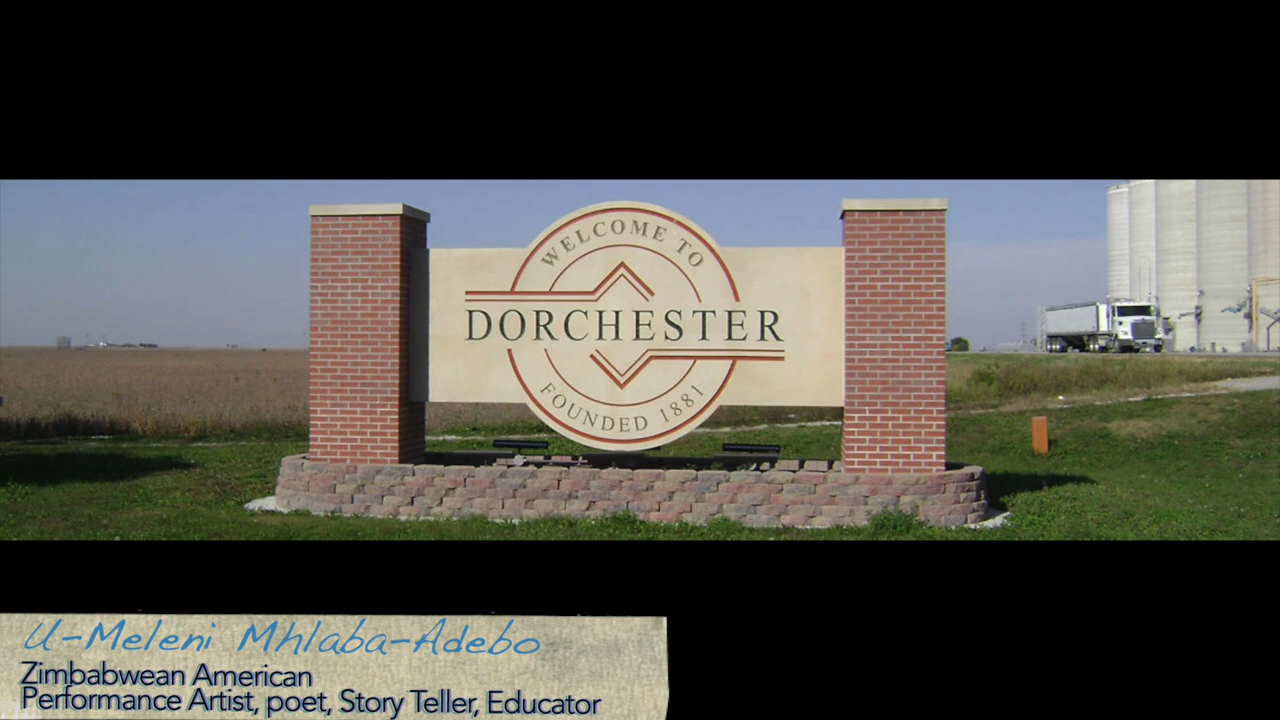 WELCOME TO
DORCHESTER
FOUNDED 1881
U-Meleni Mhlaba-Adebo
Zimbabwean American
Performance Artist, poet, Story Teller, Educator